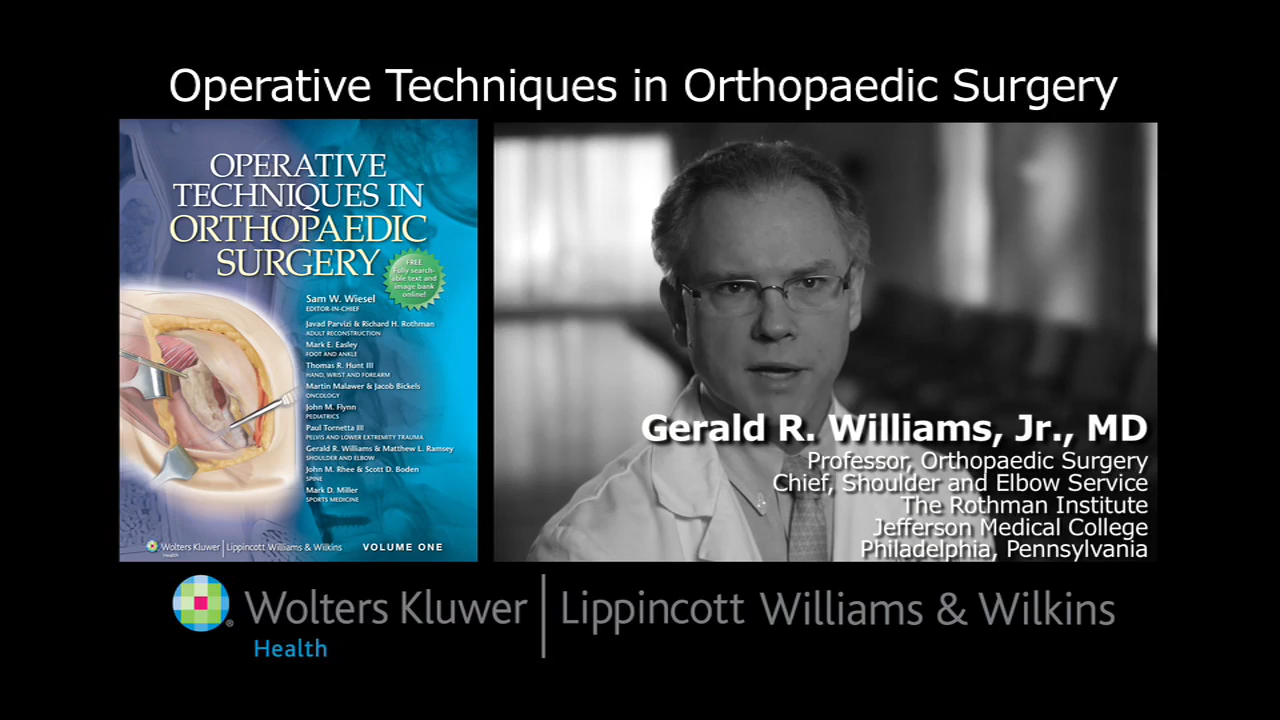 Operative Techniques in Orthopaedic Surgery
OPERATIVE
TECHNIQUES IN
ORTHOPAEDIC
SURGERY
FREE
Fully search-
able text and
image bank
online!
Sam W. Wiesel
EDITOR-IN-CHIEF
Javad Parvizi & Richard H. Rothman
ADULT RECONSTRUCTION
Mark E. Easley
FOOT AND ANKLE
Thomas R. Hunt III
HAND, WRIST AND FOREARM
Martin Malawer & Jacob Bickels
ONCOLOGY
John M. Flynn
PEDIATRICS
Paul Tornetta III
PELVIS AND LOWER EXTREMITY TRAUMA
Gerald R. Williams & Matthew L. Ramsey
SHOULDER AND ELBOW
John M. Rhee & Scott D. Boden
SPINE
Mark D. Miller
SPORTS MEDICINE
Wolters Kluwer | Lippincott Williams & Wilkins
Health
VOLUME ONE
Gerald R. Williams, Jr., MD
Professor, Orthopaedic Surgery
Chief, Shoulder and Elbow Service
The Rothman Institute
Jefferson Medical College
Philadelphia, Pennsylvania
® Wolters Kluwer | Lippincott Williams & Wilkins
Health